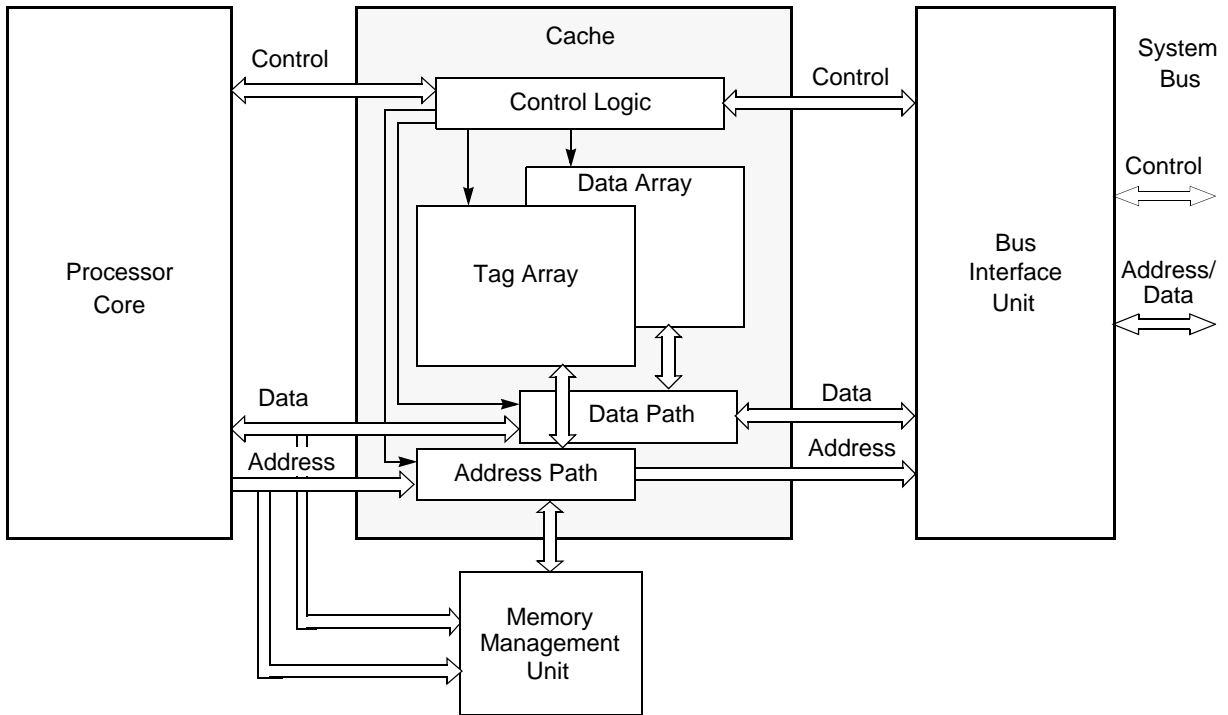 Cache
System
Bus
Control
Control
Control Logic
Control
Data Array
Tag Array
Processor
Core
Bus
Interface
Unit
Address/
Data
Data
Data
Data Path
Address
Address
Address Path
Memory
Management
Unit